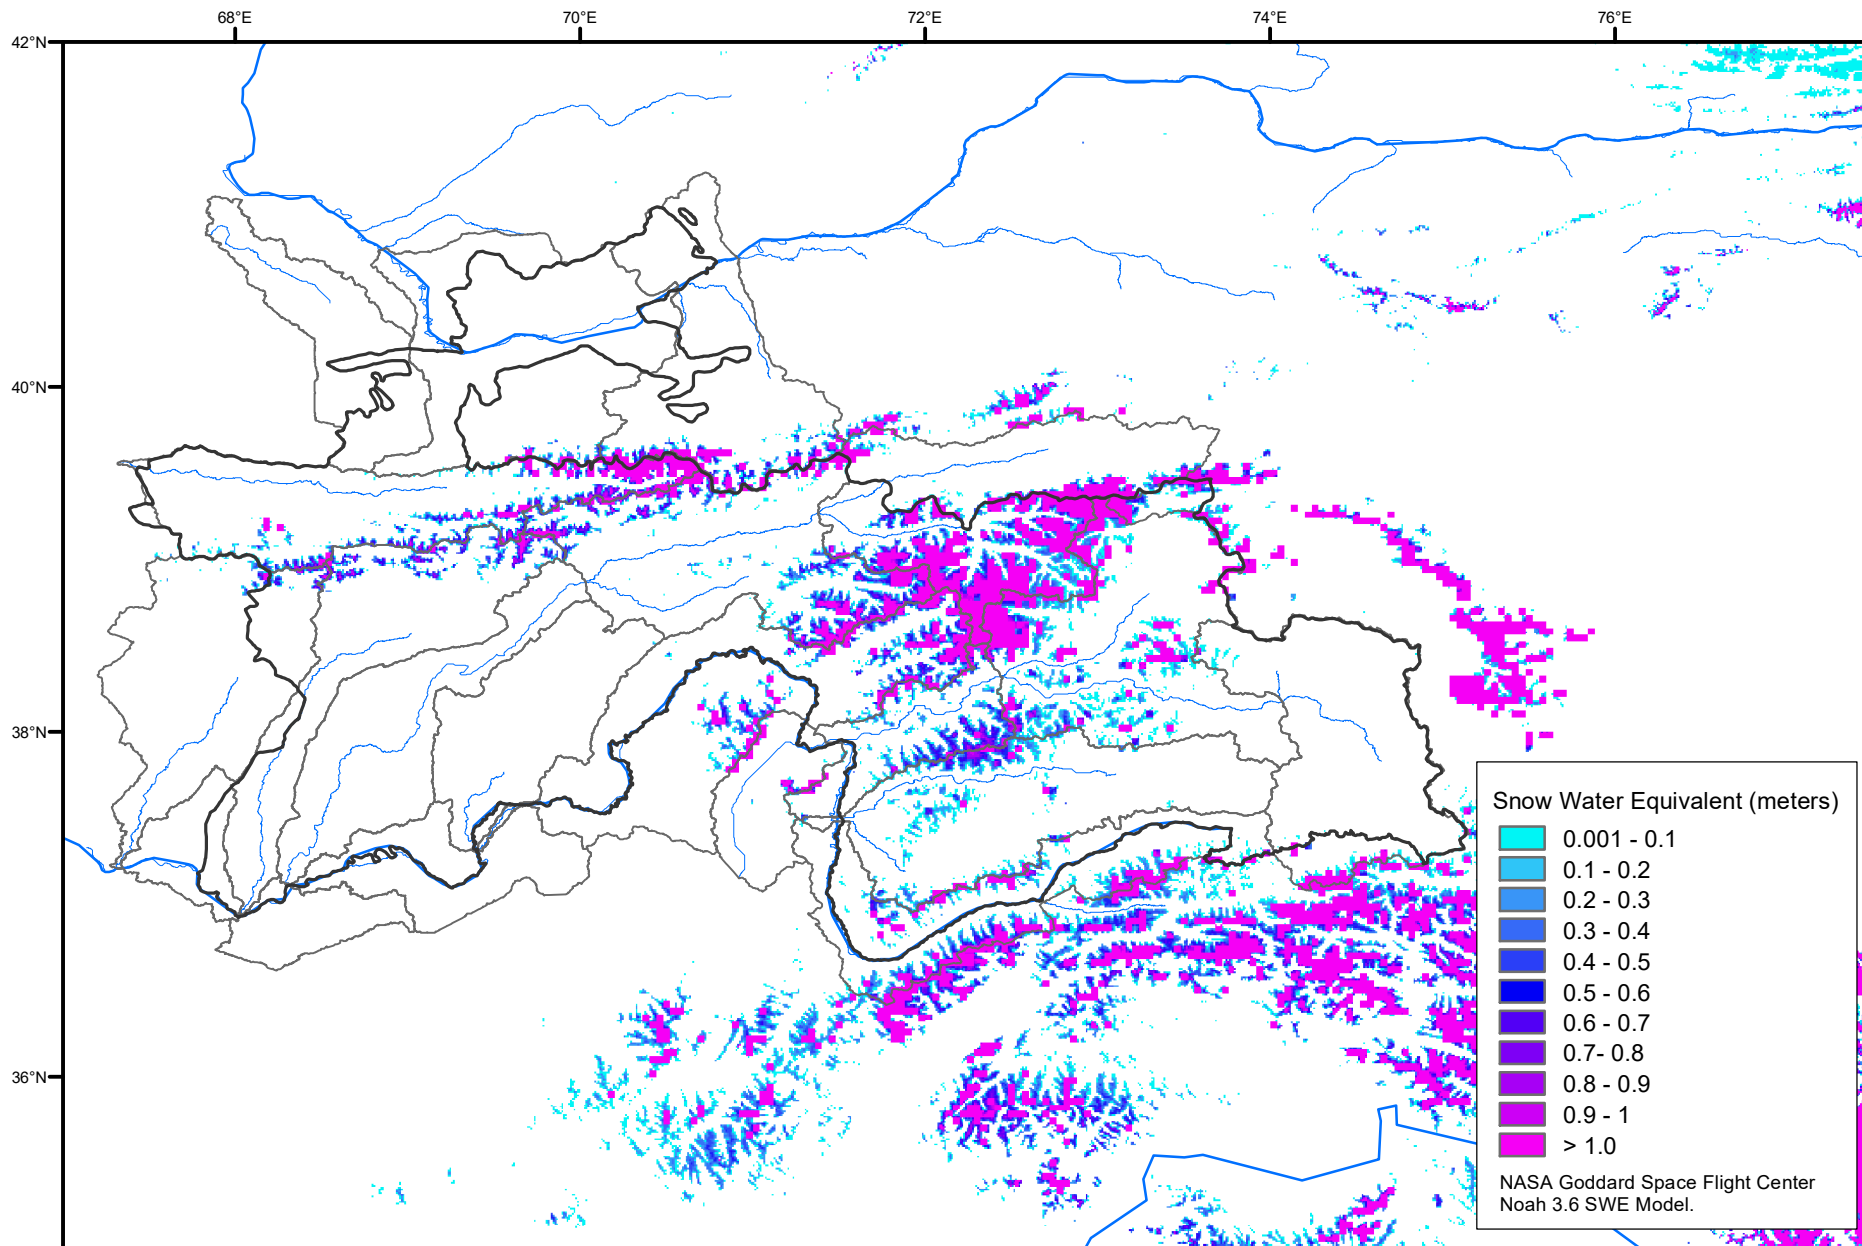 68°E
70°E
72°E
74°E
76°E
42°N
40°N
38°N
36°N
Snow Water Equivalent (meters)
0.001 - 0.1
0.1 - 0.2
0.2 - 0.3
0.3 - 0.4
0.4 - 0.5
0.5 - 0.6
0.6 - 0.7
0.7- 0.8
0.8 - 0.9
0.9 - 1
> 1.0
NASA Goddard Space Flight Center
Noah 3.6 SWE Model.